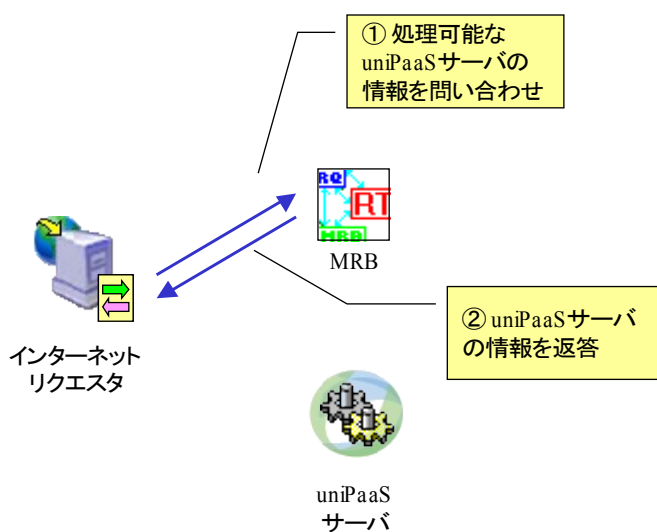 ① 処理可能な
uniPaaSサーバの
情報を問い合わせ
RQ
RT
MRB
MRB
② uniPaaSサーバ
の情報を返答
インターネット
リクエスタ
uniPaaS
サーバ